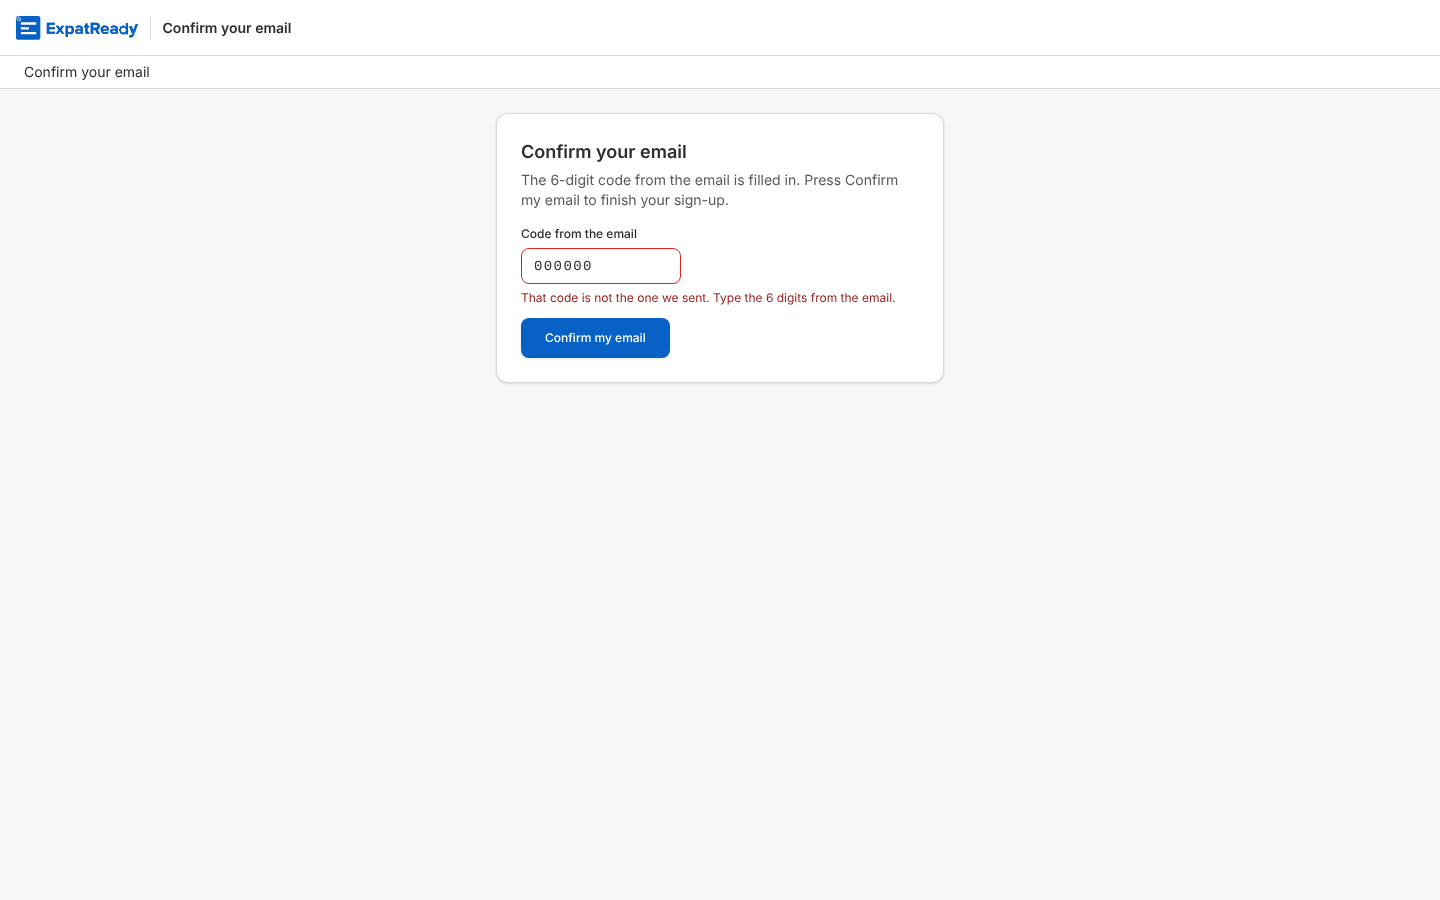 ExpatReady
Confirm your email
Confirm your email
Confirm your email
The 6-digit code from the email is filled in. Press Confirm
my email to finish your sign-up.
Code from the email
000000
That code is not the one we sent. Type the 6 digits from the email.
Confirm my email